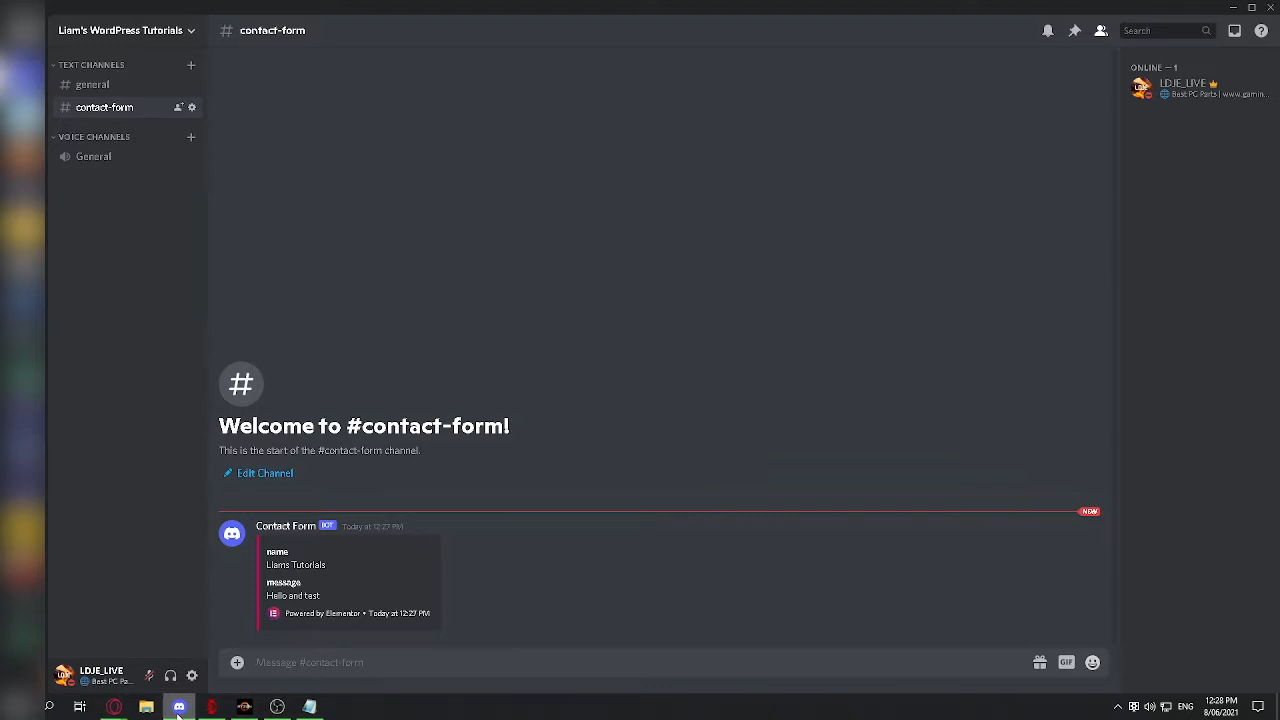 Liam's WordPress Tutorials
contact-form
Search
TEXT CHANNELS
general
contact-form
VOICE CHANNELS
General
ONLINE — 1
LDJE_LIVE
Best PC Parts | www.gamin...
#
Welcome to #contact-form!
This is the start of the #contact-form channel.
Edit Channel
NEW
Contact Form BOT Today at 12:27 PM
name
Liams Tutorials
message
Hello and test
Powered by Elementor • Today at 12:27 PM
Message #contact-form
GIF
LDJE_LIVE
Best PC Pa...
RYZEN
ENG
12:28 PM
8/06/2021